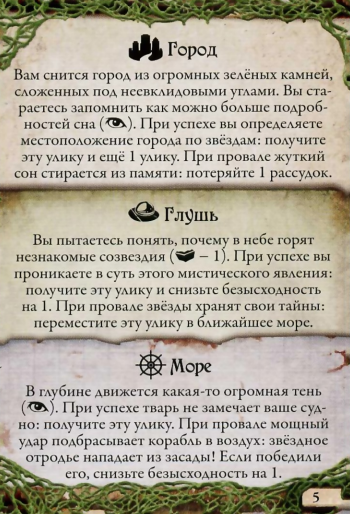 Город
Вам снится город из огромных зелёных камней,
сложенных под неевклидовыми углами. Вы ста-
раетесь запомнить как можно больше подроб-
ностей сна (). При успехе вы определяете
местоположение города по звёздам: получите
эту улику и ещё 1 улику. При провале жуткий
сон стирается из памяти: потеряйте 1 рассудок.
Глушь
Вы пытаетесь понять, почему в небе горят
незнакомые созвездия ( – 1). При успехе вы
проникаете в суть этого мистического явления:
получите эту улику и снизьте безысходность
на 1. При провале звёзды хранят свои тайны:
переместите эту улику в ближайшее море.
Море
В глубине движется какая-то огромная тень
(). При успехе тварь не замечает ваше суд-
но: получите эту улику. При провале мощный
удар подбрасывает корабль в воздух: звёздное
отродье нападает из засады! Если победили
его, снизьте безысходность на 1.
5